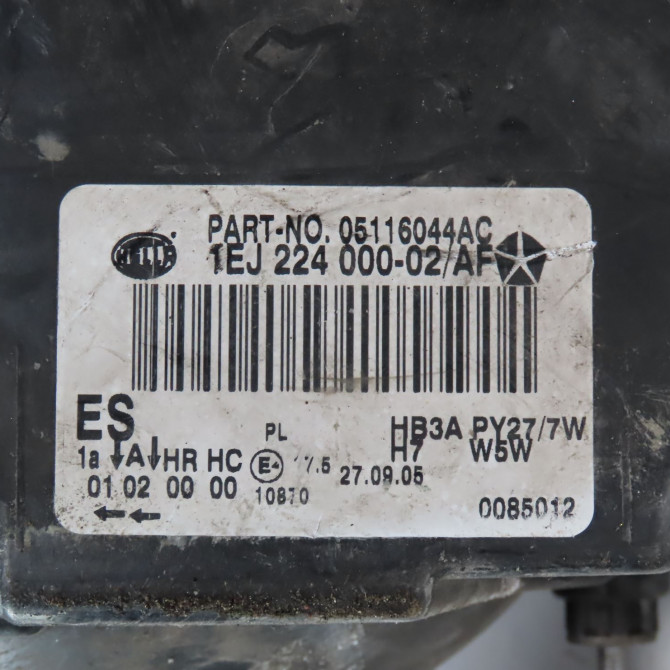 HELLA
PART-NO. 05116044AC
1EJ 224 000-02/AF
ES
PL
HB3A PY27/7W
H7 W5W
1a A HR HC E4 17.5 27.09.05
01 02 00 00 10870
0085012